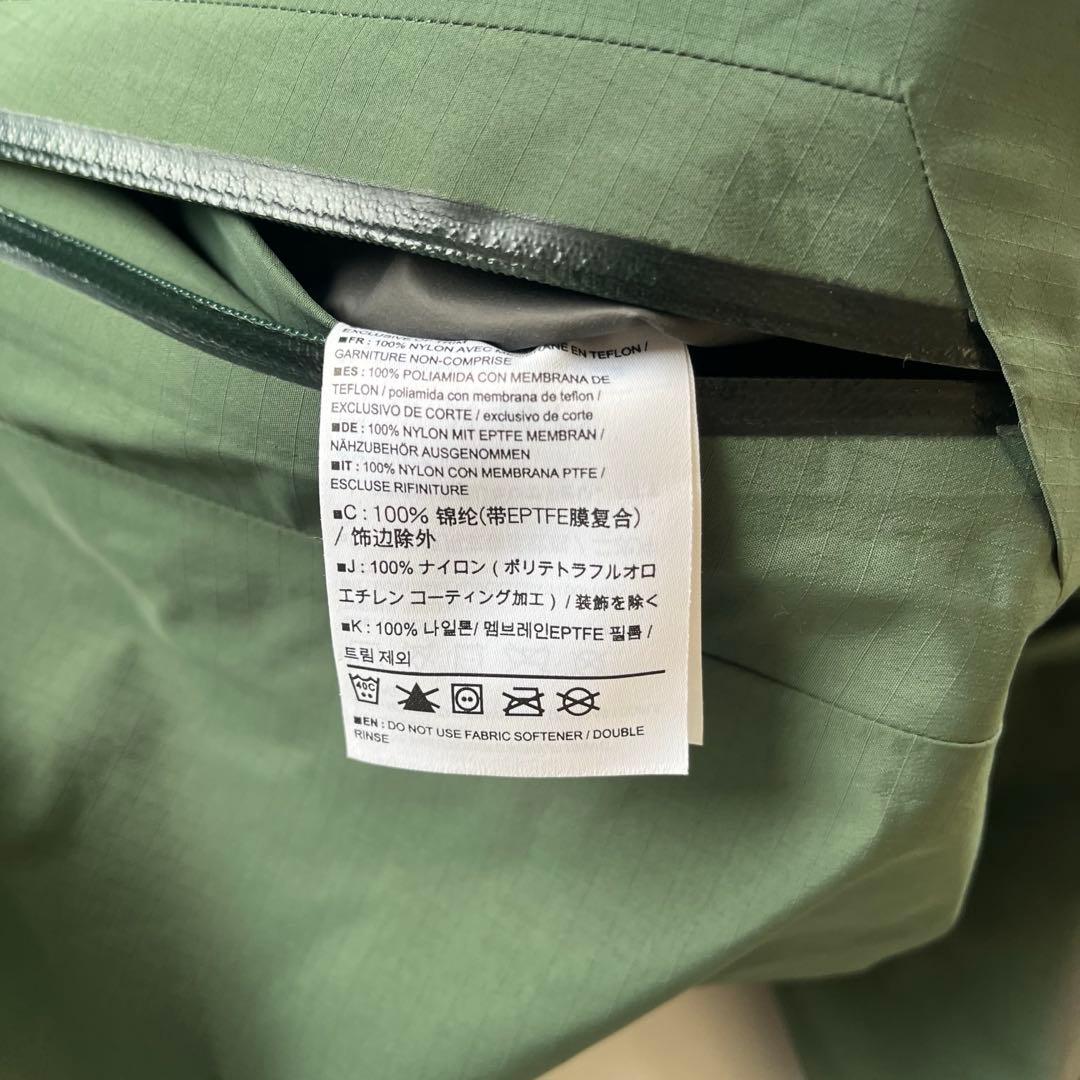 EXCLUSIVE OF TRIM
■FR : 100% NYLON AVEC MEMBRANE EN TEFLON /
GARNITURE NON-COMPRISE
■ES : 100% POLIAMIDA CON MEMBRANA DE
TEFLON / poliamida con membrana de teflon /
EXCLUSIVO DE CORTE / exclusivo de corte
■DE : 100% NYLON MIT EPTFE MEMBRAN /
NÄHZUBEHÖR AUSGENOMMEN
■IT : 100% NYLON CON MEMBRANA PTFE /
ESCLUSE RIFINITURE
■C : 100% 锦纶(带EPTFE膜复合)
/ 饰边除外
■J : 100% ナイロン ( ポリテトラフルオロ
エチレン コーティング加工 ) / 装飾を除く
■K : 100% 나일론/ 멤브레인EPTFE 필름 /
트림 제외
40C
■EN : DO NOT USE FABRIC SOFTENER / DOUBLE
RINSE